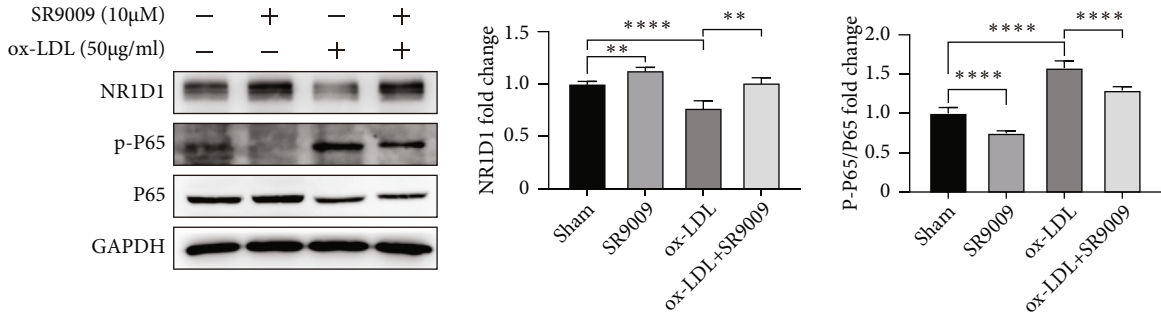 SR9009 (10μM) – + – +
ox-LDL (50μg/ml) – – + +
NR1D1
p-P65
P65
GAPDH
NR1D1 fold change
1.5
1.0
0.5
0
**
****
**
Sham
SR9009
ox-LDL
ox-LDL+SR9009
P-P65/P65 fold change
2.0
1.5
1.0
0.5
0
****
****
****
Sham
SR9009
ox-LDL
ox-LDL+SR9009